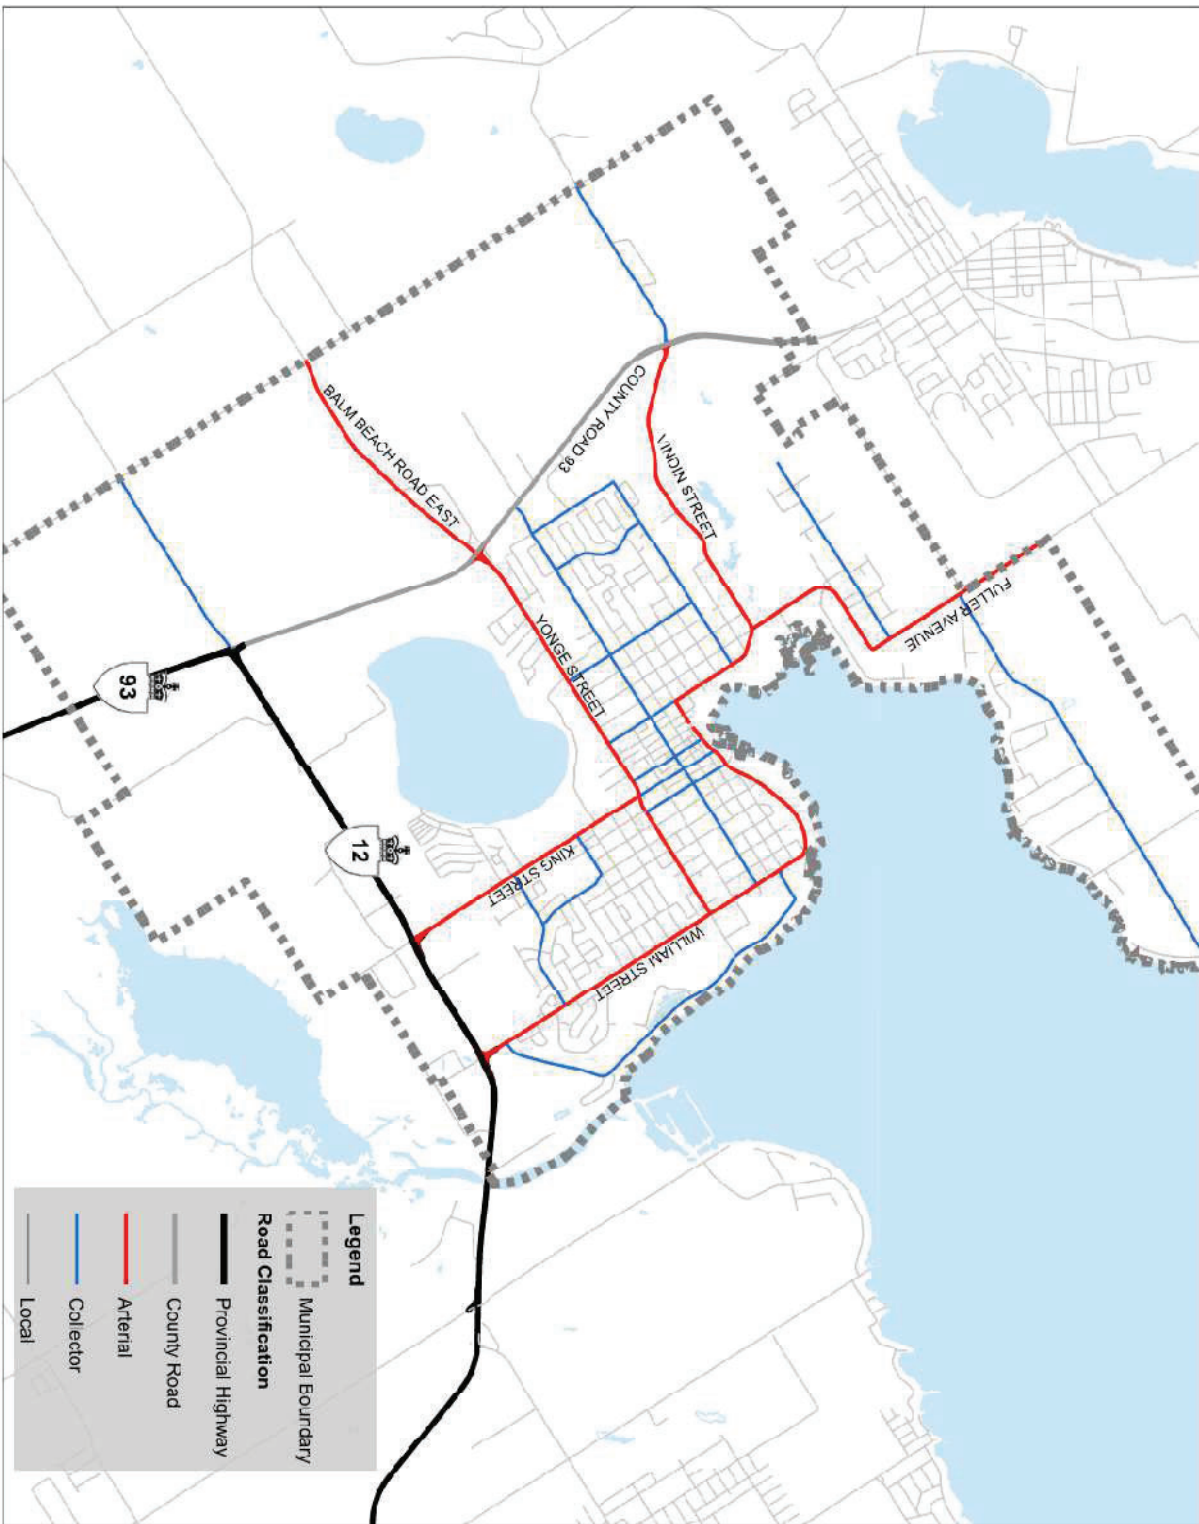 FULLER AVENUE
VINDIN STREET
COUNTY ROAD 93
BALM BEACH ROAD EAST
YONGE STREET
KING STREET
WILLIAM STREET
93
12
Legend
Municipal Boundary
Road Classification
Provincial Highway
County Road
Arterial
Collector
Local